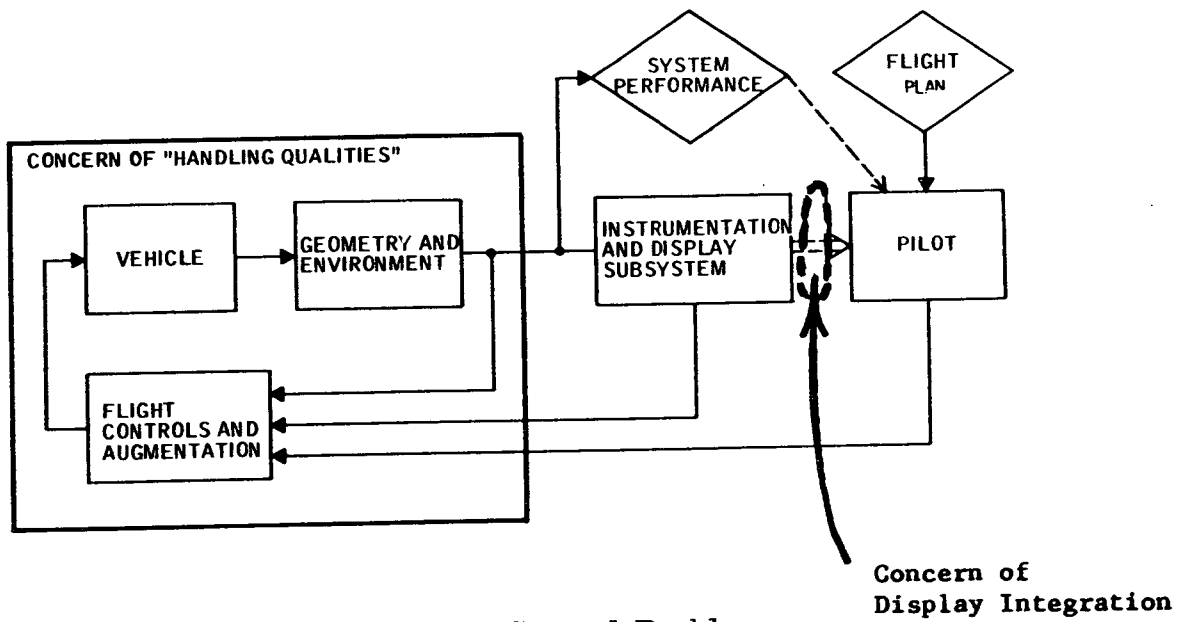 SYSTEM
PERFORMANCE
FLIGHT
PLAN
CONCERN OF "HANDLING QUALITIES"
VEHICLE
GEOMETRY AND
ENVIRONMENT
INSTRUMENTATION
AND DISPLAY
SUBSYSTEM
PILOT
FLIGHT
CONTROLS AND
AUGMENTATION
Concern of
Display Integration